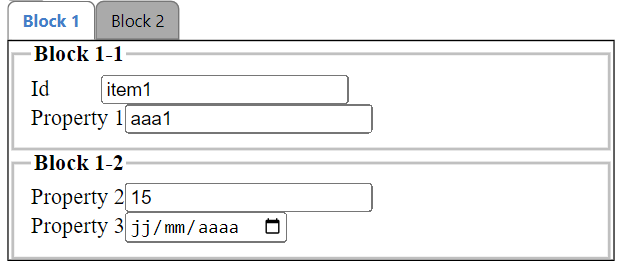 Block 1 Block 2
Block 1-1
Id item1
Property 1 aaa1
Block 1-2
Property 2 15
Property 3 jj/mm/aaaa